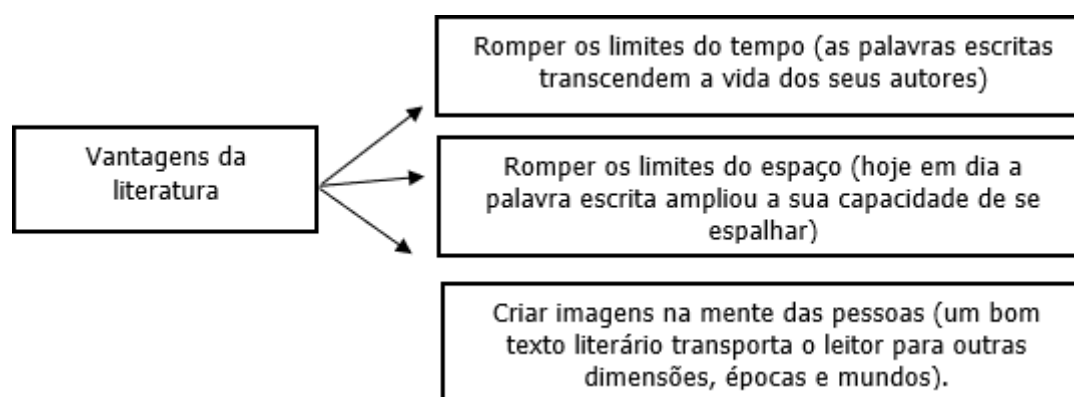 Vantagens da
literatura
Romper os limites do tempo (as palavras escritas
transcendem a vida dos seus autores)
Romper os limites do espaço (hoje em dia a
palavra escrita ampliou a sua capacidade de se
espalhar)
Criar imagens na mente das pessoas (um bom
texto literário transporta o leitor para outras
dimensões, épocas e mundos).